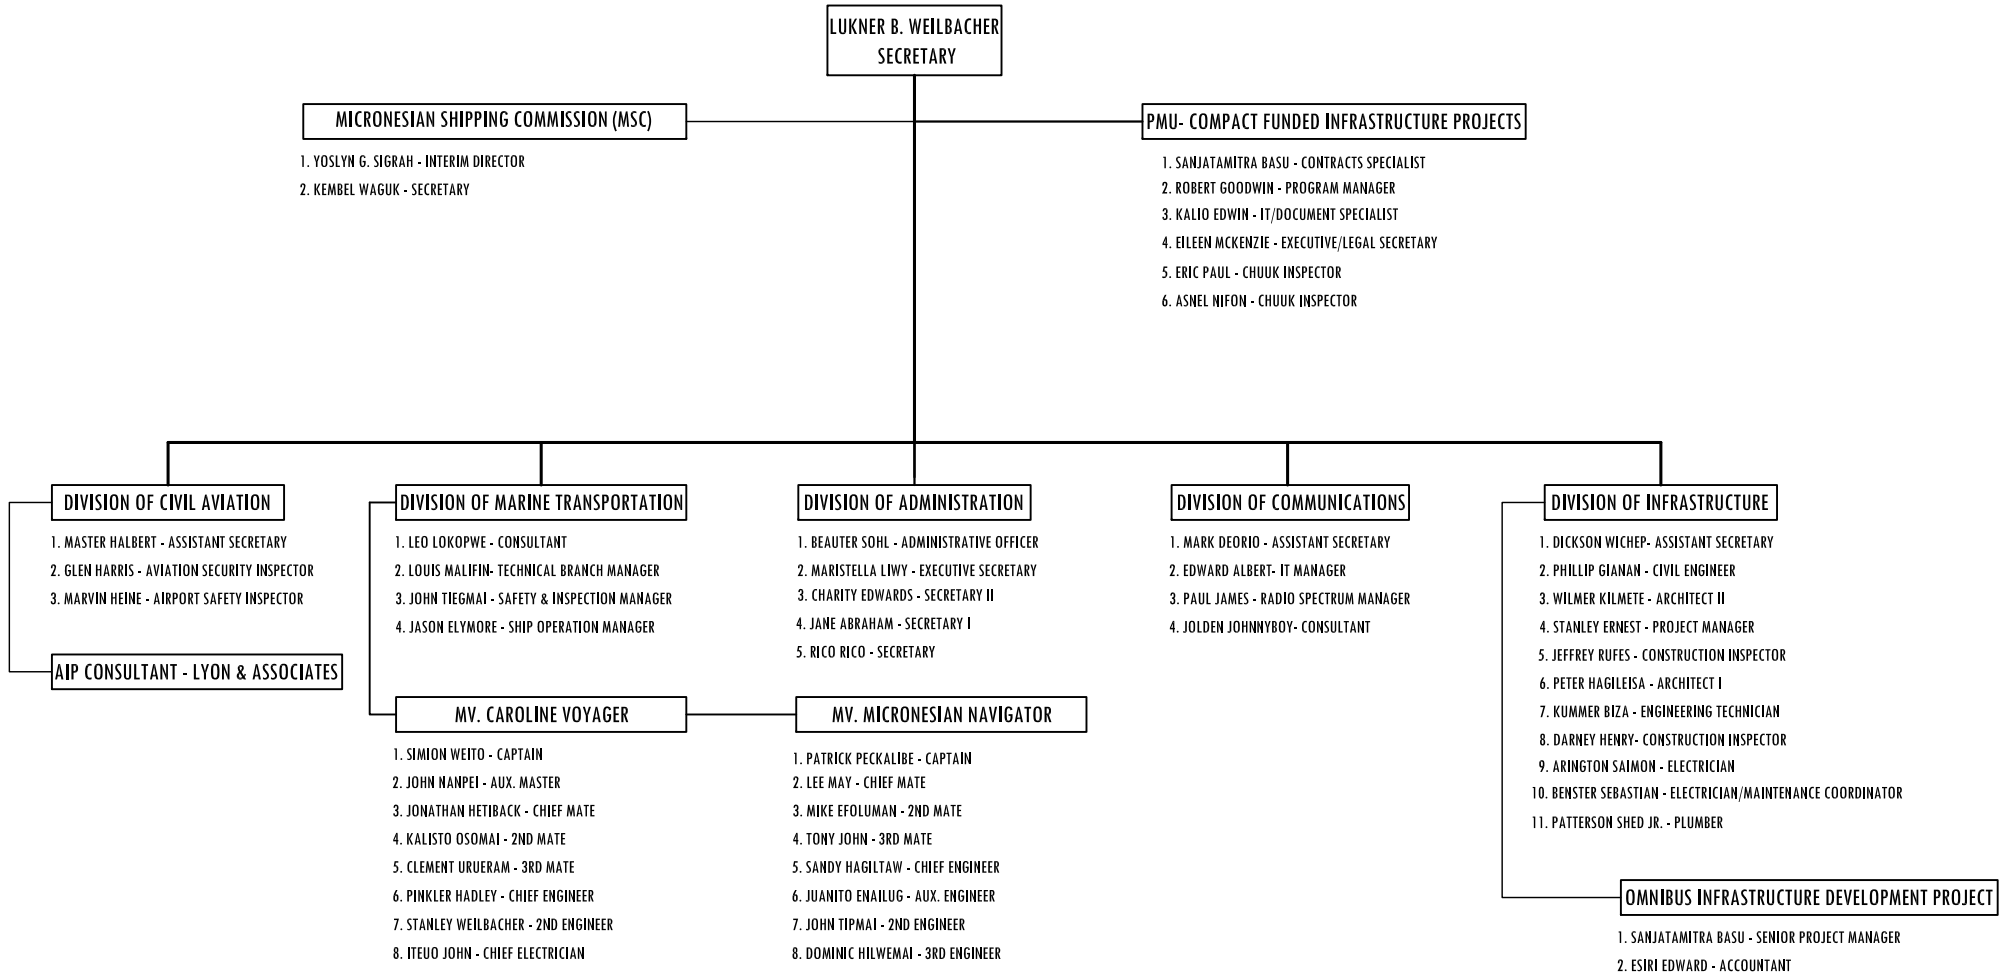 LUKNER B. WEILBACHER
SECRETARY
MICRONESIAN SHIPPING COMMISSION (MSC)
1. YOSLYN G. SIGRAH - INTERIM DIRECTOR
2. KEMBEL WAGUK - SECRETARY
PMU- COMPACT FUNDED INFRASTRUCTURE PROJECTS
1. SANJATAMITRA BASU - CONTRACTS SPECIALIST
2. ROBERT GOODWIN - PROGRAM MANAGER
3. KALIO EDWIN - IT/DOCUMENT SPECIALIST
4. EILEEN MCKENZIE - EXECUTIVE/LEGAL SECRETARY
5. ERIC PAUL - CHUUK INSPECTOR
6. ASNEL NIFON - CHUUK INSPECTOR
DIVISION OF CIVIL AVIATION
1. MASTER HALBERT - ASSISTANT SECRETARY
2. GLEN HARRIS - AVIATION SECURITY INSPECTOR
3. MARVIN HEINE - AIRPORT SAFETY INSPECTOR
AIP CONSULTANT - LYON & ASSOCIATES
DIVISION OF MARINE TRANSPORTATION
1. LEO LOKOPWE - CONSULTANT
2. LOUIS MALIFIN- TECHNICAL BRANCH MANAGER
3. JOHN TIEGMAI - SAFETY & INSPECTION MANAGER
4. JASON ELYMORE - SHIP OPERATION MANAGER
MV. CAROLINE VOYAGER
1. SIMION WEITO - CAPTAIN
2. JOHN NANPEI - AUX. MASTER
3. JONATHAN HETIBACK - CHIEF MATE
4. KALISTO OSOMAI - 2ND MATE
5. CLEMENT URUERAM - 3RD MATE
6. PINKLER HADLEY - CHIEF ENGINEER
7. STANLEY WEILBACHER - 2ND ENGINEER
8. ITEUO JOHN - CHIEF ELECTRICIAN
DIVISION OF ADMINISTRATION
1. BEAUTER SOHL - ADMINISTRATIVE OFFICER
2. MARISTELLA LIWY - EXECUTIVE SECRETARY
3. CHARITY EDWARDS - SECRETARY II
4. JANE ABRAHAM - SECRETARY I
5. RICO RICO - SECRETARY
MV. MICRONESIAN NAVIGATOR
1. PATRICK PECKALIBE - CAPTAIN
2. LEE MAY - CHIEF MATE
3. MIKE EFOLUMAN - 2ND MATE
4. TONY JOHN - 3RD MATE
5. SANDY HAGILTAW - CHIEF ENGINEER
6. JUANITO ENAILUG - AUX. ENGINEER
7. JOHN TIPMAI - 2ND ENGINEER
8. DOMINIC HILWEMAI - 3RD ENGINEER
DIVISION OF COMMUNICATIONS
1. MARK DEORIO - ASSISTANT SECRETARY
2. EDWARD ALBERT- IT MANAGER
3. PAUL JAMES - RADIO SPECTRUM MANAGER
4. JOLDEN JOHNNYBOY- CONSULTANT
DIVISION OF INFRASTRUCTURE
1. DICKSON WICHEP- ASSISTANT SECRETARY
2. PHILLIP GIANAN - CIVIL ENGINEER
3. WILMER KILMETE - ARCHITECT II
4. STANLEY ERNEST - PROJECT MANAGER
5. JEFFREY RUFES - CONSTRUCTION INSPECTOR
6. PETER HAGILEISA - ARCHITECT I
7. KUMMER BIZA - ENGINEERING TECHNICIAN
8. DARNEY HENRY- CONSTRUCTION INSPECTOR
9. ARINGTON SAIMON - ELECTRICIAN
10. BENSTER SEBASTIAN - ELECTRICIAN/MAINTENANCE COORDINATOR
11. PATTERSON SHED JR. - PLUMBER
OMNIBUS INFRASTRUCTURE DEVELOPMENT PROJECT
1. SANJATAMITRA BASU - SENIOR PROJECT MANAGER
2. ESIRI EDWARD - ACCOUNTANT